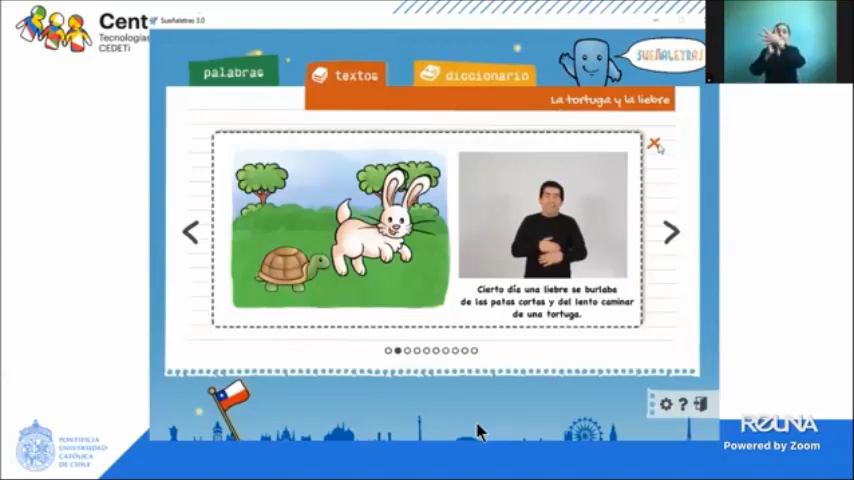 Cent
Tecnologías
CEDETi
Sueñaletras 3.0
palabras
textos
diccionario
SUEÑALETRAS
La tortuga y la liebre
Cierto día una liebre se burlaba
de las patas cortas y del lento caminar
de una tortuga.
?
PONTIFICIA
UNIVERSIDAD
CATÓLICA
DE CHILE
REUNA
Powered by Zoom